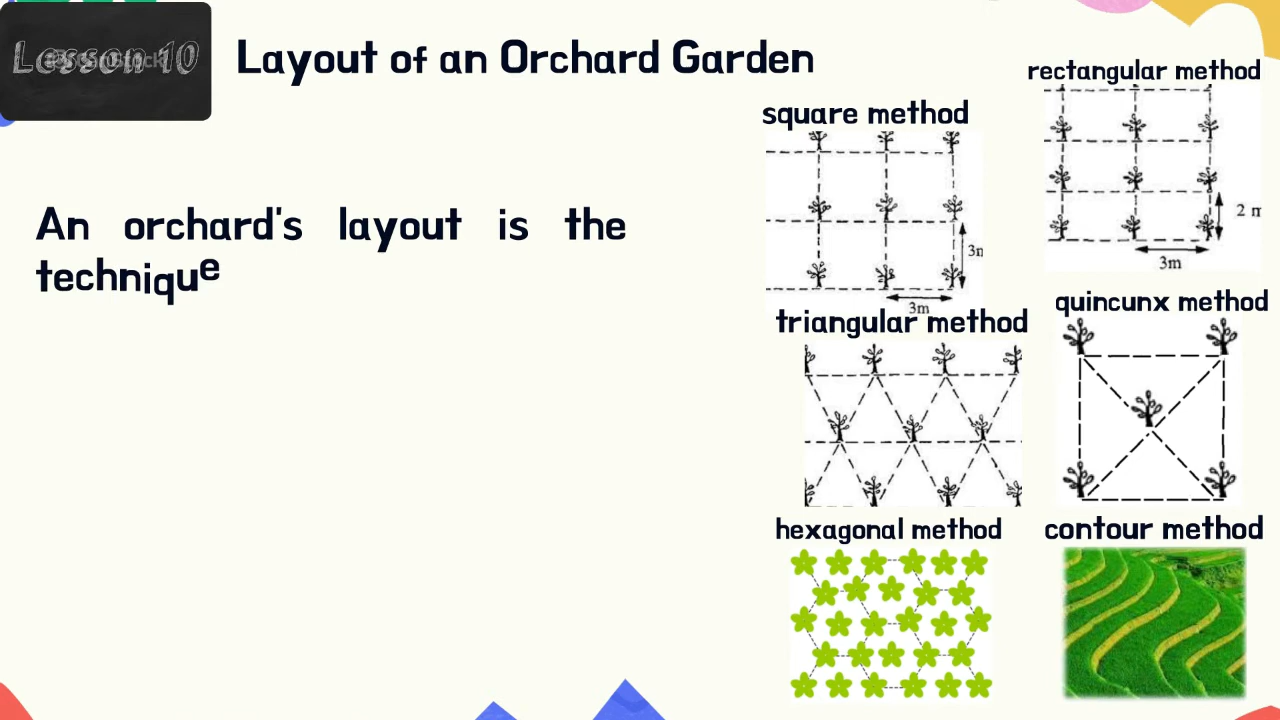 Lesson 10
Layout of an Orchard Garden
rectangular method
square method
An orchard's layout is the
technique
2 m
3m
3m
3m
triangular method
quincunx method
hexagonal method
contour method